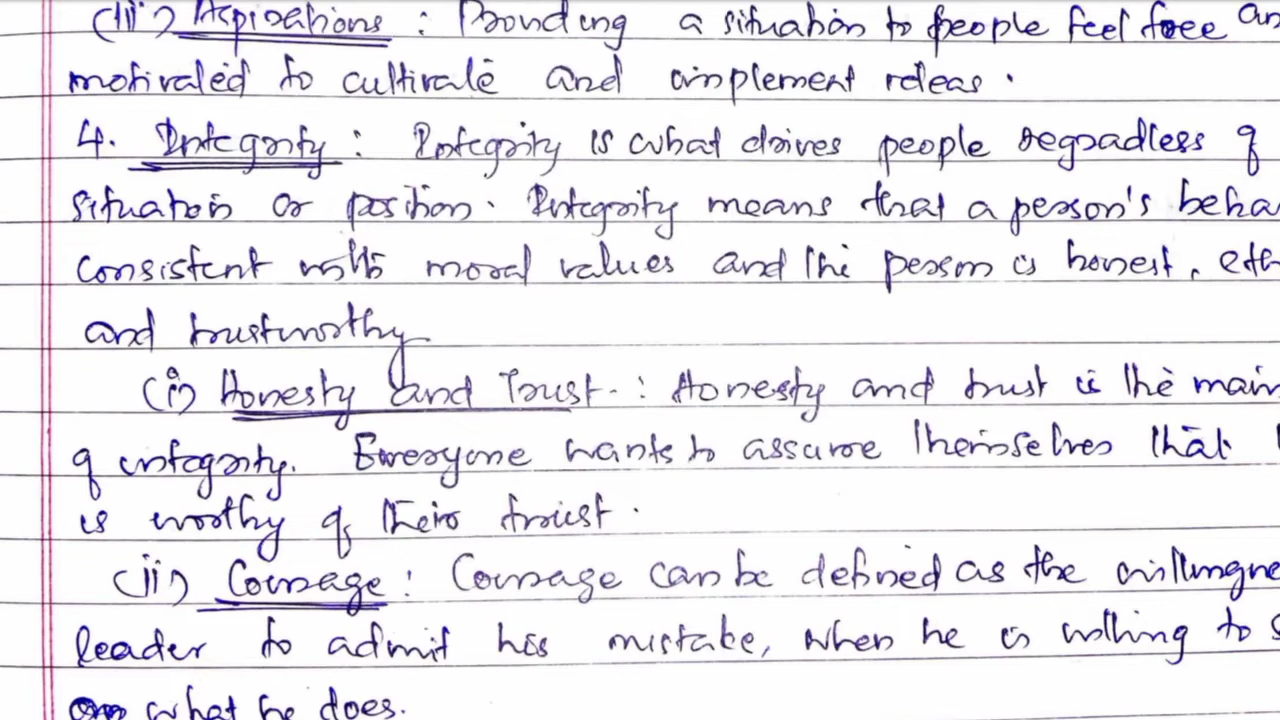 (iii) Aspirations : Bonding a situation to people feel free an
motivated to cultivate and implement ideas.
4. Integrity : Integrity is what drives people regradless of
situation or position. Integrity means that a person's beha
consistent with moral values and the person is honest, eth
and trustworthy
(i) Honesty and Trust- : Honesty and trust is the main
of integrity. Everyone wants to assure themselves that
is worthy of their trust.
(ii) Courage : Courage can be defined as the willingne
leader to admit his mistake, when he is willing to s
on what he does.